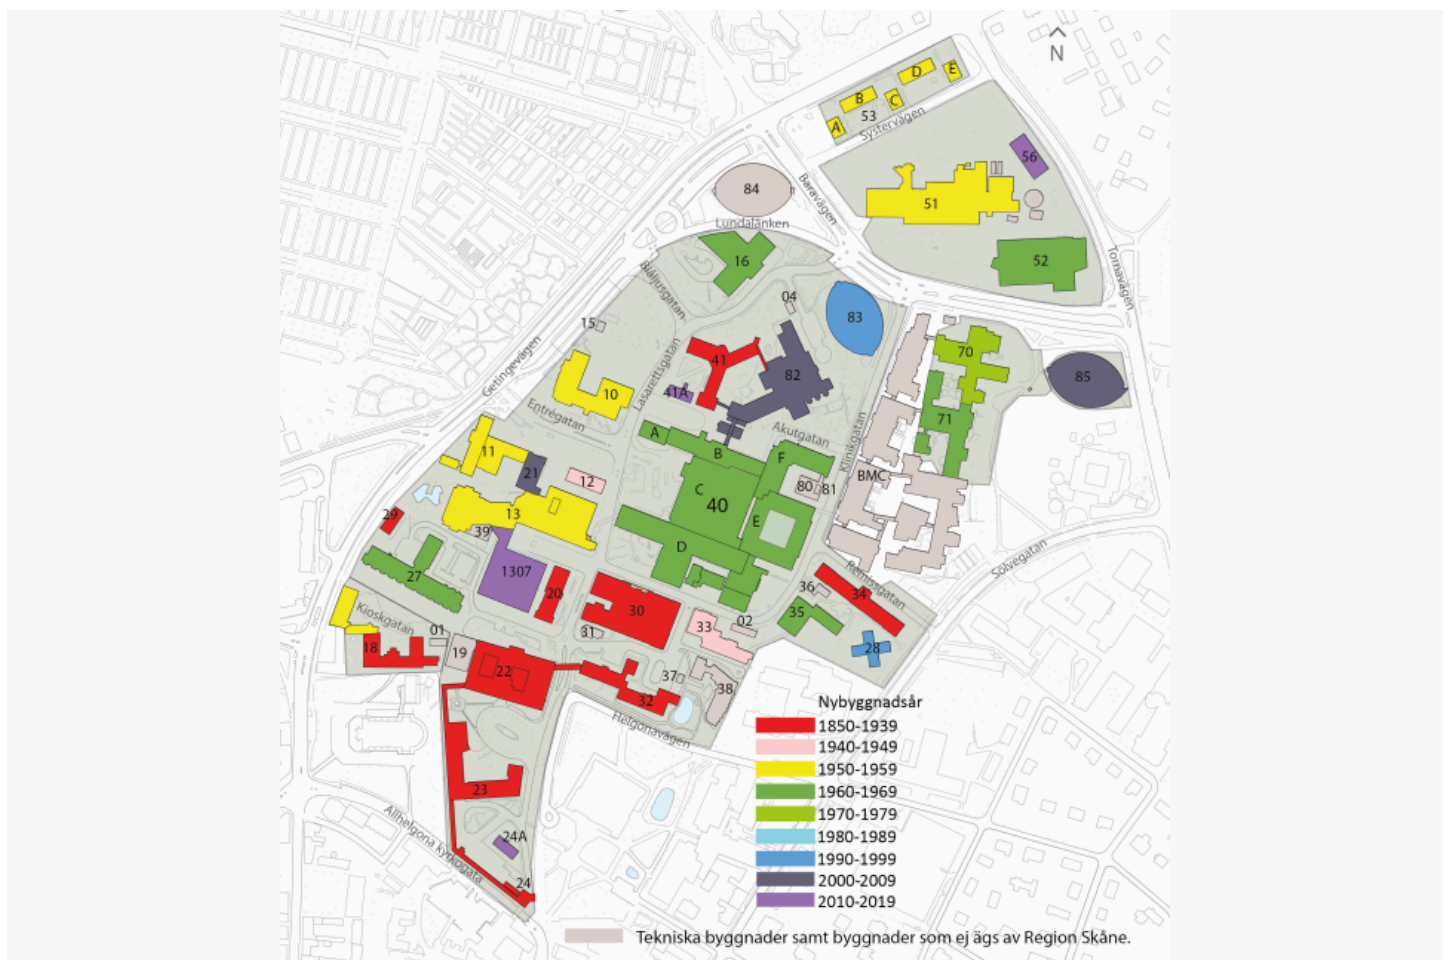 N
D
E
B
C
A
53
Systervägen
56
84
Baravägen
51
Lundalänken
16
52
Tornavägen
Blåljusgatan
04
15
83
Getingevägen
Lasarettsgatan
41
82
70
85
41A
10
Entrégatan
Akutgatan
Klinikgatan
71
A
B
F
11
21
12
C
40
80
81
BMC
E
29
13
39
D
Sölvegatan
27
1307
20
Remissgatan
36
34
30
35
Kioskgatan
01
31
33
02
28
18
19
22
37
38
32
Helgonavägen
23
24A
24
Allhelgona kyrkogata
Nybyggnadsår
1850-1939
1940-1949
1950-1959
1960-1969
1970-1979
1980-1989
1990-1999
2000-2009
2010-2019
Tekniska byggnader samt byggnader som ej ägs av Region Skåne.